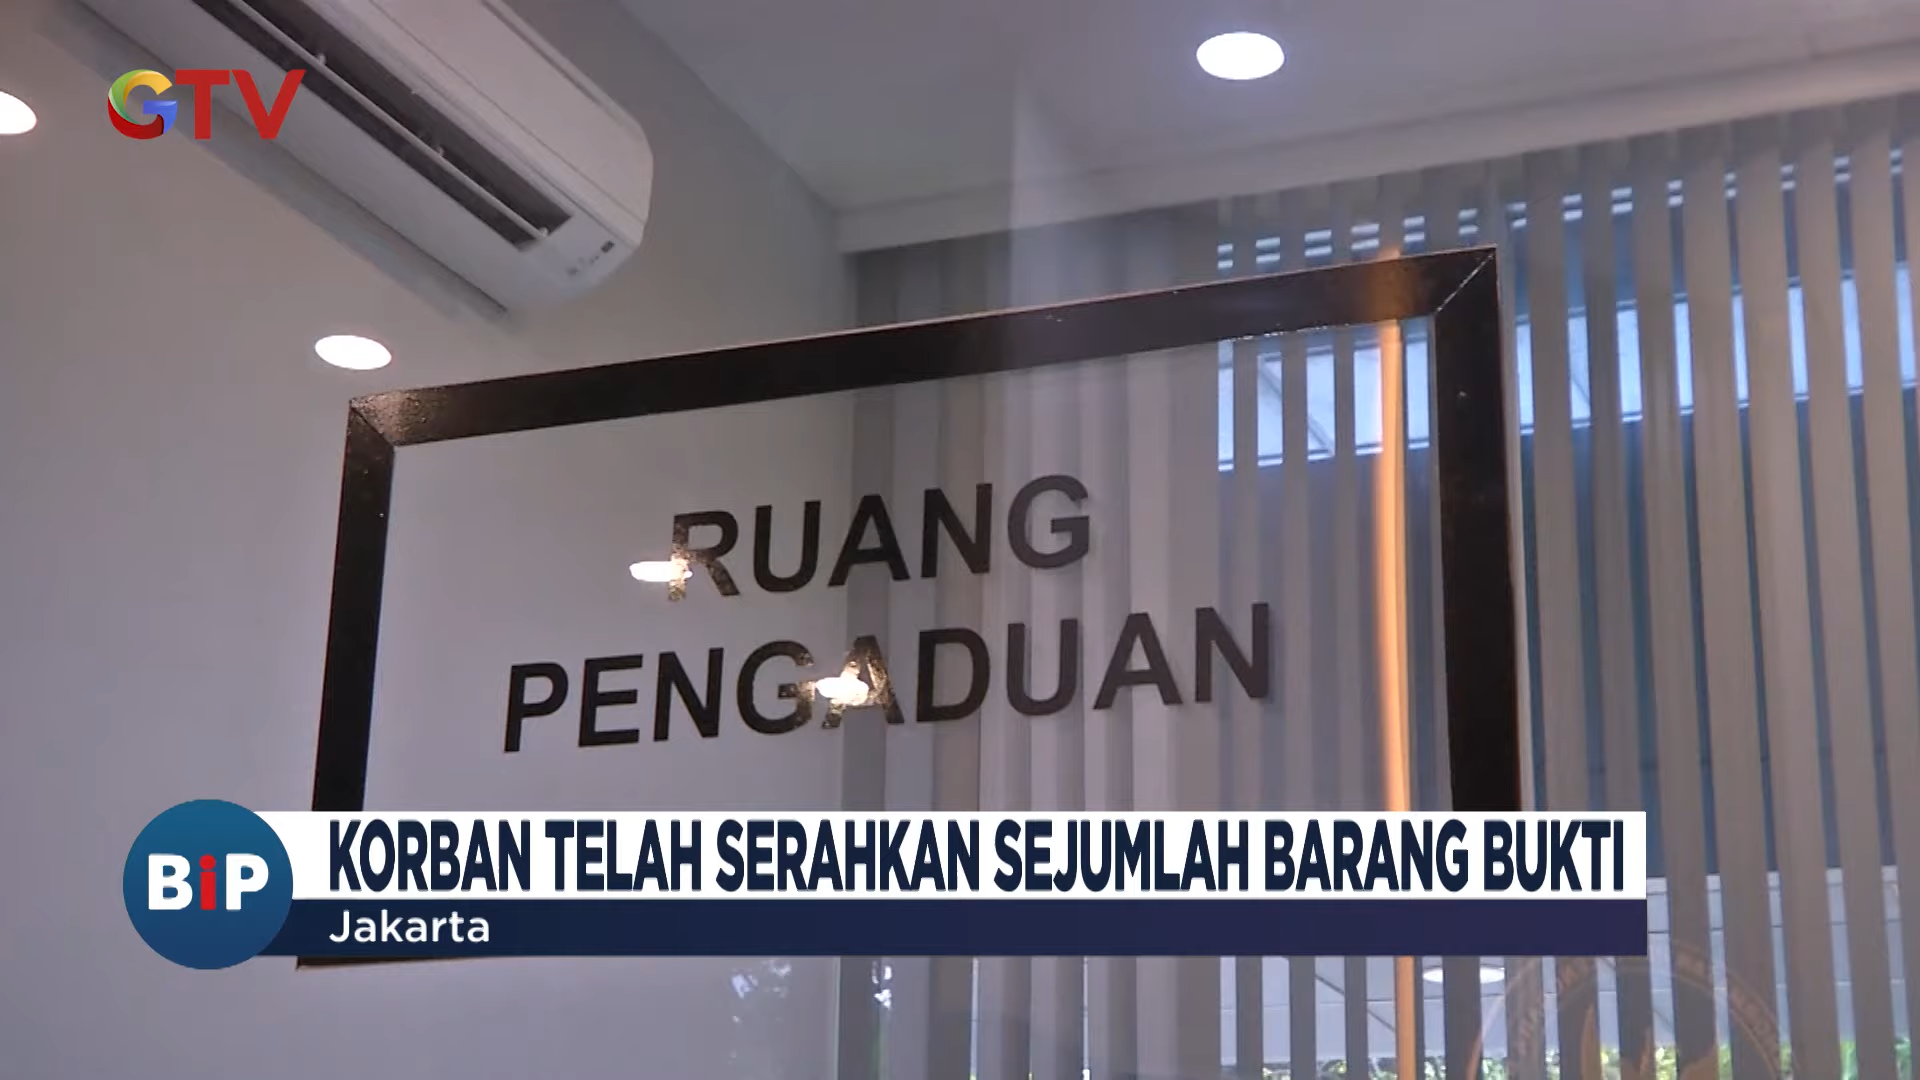 GTV
RUANG
PENGADUAN
BiP
KORBAN TELAH SERAHKAN SEJUMLAH BARANG BUKTI
Jakarta